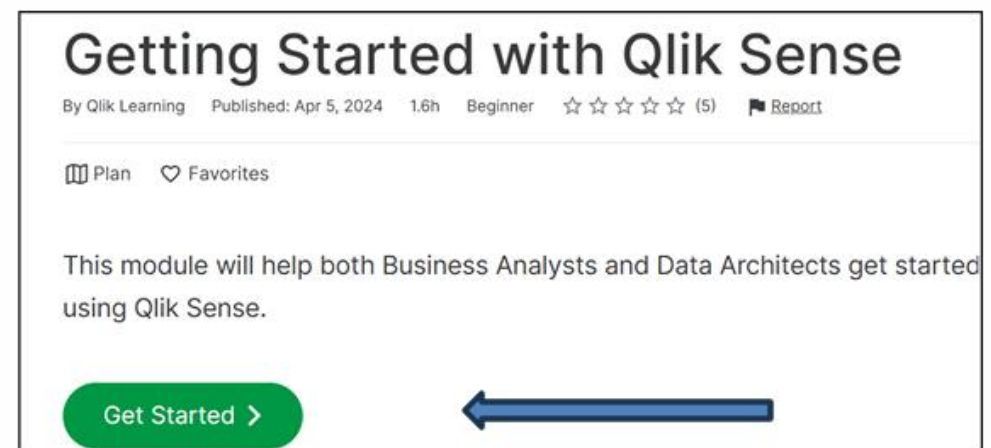 Getting Started with Qlik Sense
By Qlik Learning Published: Apr 5, 2024 1.6h Beginner (5) Report
Plan Favorites
This module will help both Business Analysts and Data Architects get started
using Qlik Sense.
Get Started